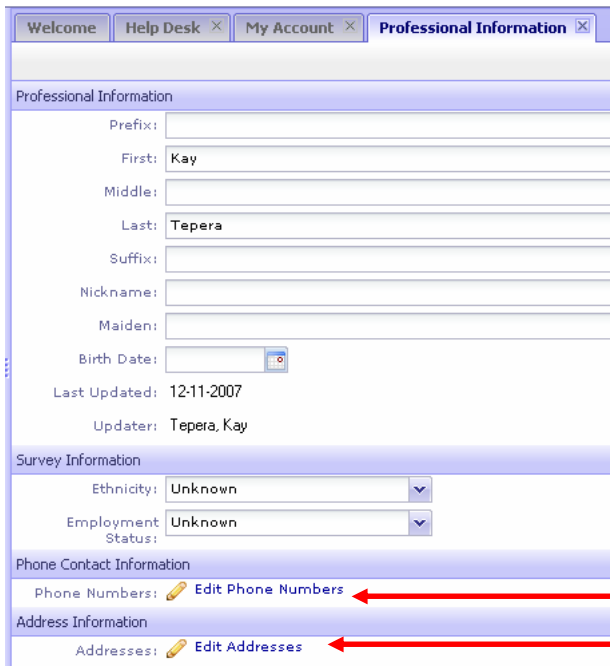 Welcome Help Desk My Account Professional Information
Professional Information
Prefix:
First: Kay
Middle:
Last: Tepera
Suffix:
Nickname:
Maiden:
Birth Date:
Last Updated: 12-11-2007
Updater: Tepera, Kay
Survey Information
Ethnicity: Unknown
Employment Unknown
Status:
Phone Contact Information
Phone Numbers: Edit Phone Numbers
Address Information
Addresses: Edit Addresses